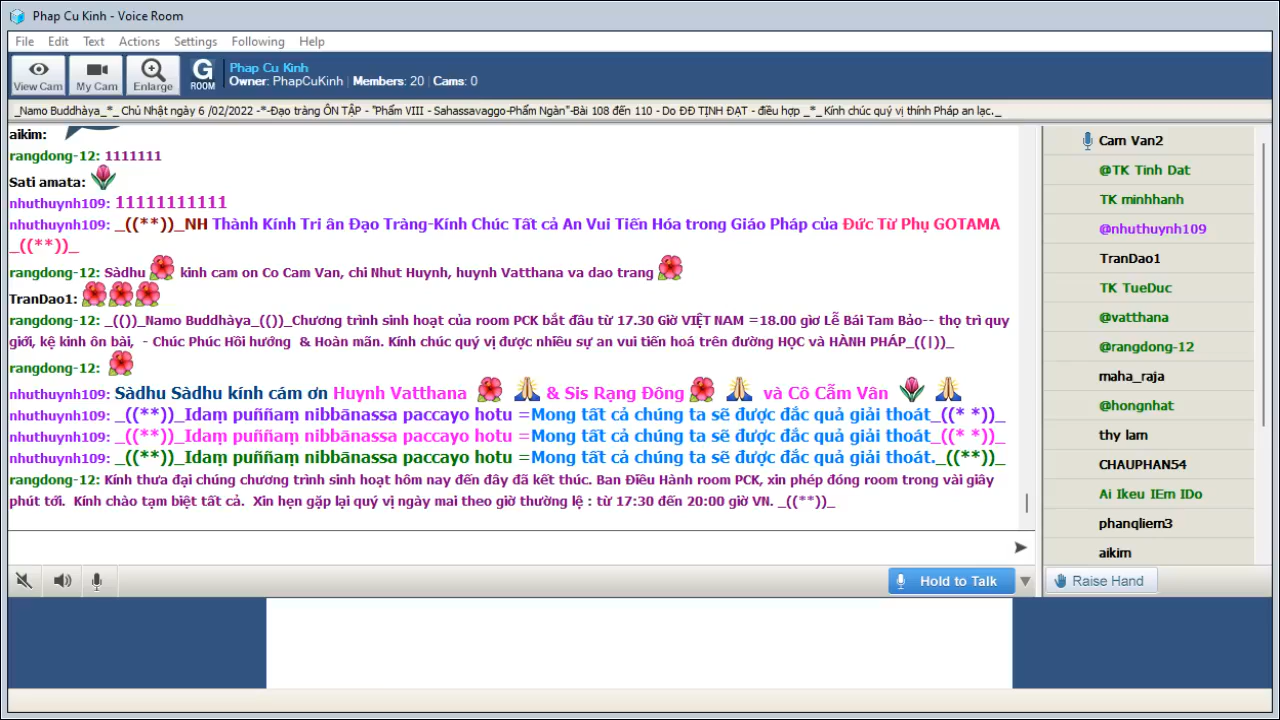 Phap Cu Kinh - Voice Room
File Edit Text Actions Settings Following Help
View Cam My Cam Enlarge G ROOM
Phap Cu Kinh
Owner: PhapCuKinh | Members: 20 | Cams: 0
_Namo Buddhàya_*_ Chủ Nhật ngày 6 /02/2022 -*-Đạo tràng ÔN TẬP - "Phẩm VIII - Sahassavaggo-Phẩm Ngàn"-Bài 108 đến 110 - Do ĐĐ TỊNH ĐẠT - điều hợp _*_ Kính chúc quý vị thính Pháp an lạc._
aikim:
rangdong-12: 1111111
Sati amata:
nhuthuynh109: 11111111111
nhuthuynh109: _((**))_NH Thành Kính Tri ân Đạo Tràng-Kính Chúc Tất cả An Vui Tiến Hóa trong Giáo Pháp của Đức Từ Phụ GOTAMA
_((**))_
rangdong-12: Sàdhu kinh cam on Co Cam Van, chi Nhut Huynh, huynh Vatthana va dao trang
TranDao1:
rangdong-12: _(())_Namo Buddhàya_(())_Chương trình sinh hoạt của room PCK bắt đầu từ 17.30 Giờ VIỆT NAM =18.00 giờ Lễ Bái Tam Bảo-- thọ trì quy
giới, kệ kinh ôn bài, - Chúc Phúc Hồi hướng & Hoàn mãn. Kính chúc quý vị được nhiều sự an vui tiến hoá trên đường HỌC và HÀNH PHÁP_((|))_
rangdong-12:
nhuthuynh109: Sàdhu Sàdhu kính cám ơn Huynh Vatthana & Sis Rạng Đông và Cô Cẩm Vân
nhuthuynh109: _((**))_Idaṃ puññaṃ nibbānassa paccayo hotu =Mong tất cả chúng ta sẽ được đắc quả giải thoát_((* *))_
nhuthuynh109: _((**))_Idaṃ puññaṃ nibbānassa paccayo hotu =Mong tất cả chúng ta sẽ được đắc quả giải thoát_((* *))_
nhuthuynh109: _((**))_Idaṃ puññaṃ nibbānassa paccayo hotu =Mong tất cả chúng ta sẽ được đắc quả giải thoát._((**))_
rangdong-12: Kính thưa đại chúng chương trình sinh hoạt hôm nay đến đây đã kết thúc. Ban Điều Hành room PCK, xin phép đóng room trong vài giây
phút tới. Kính chào tạm biệt tất cả. Xin hẹn gặp lại quý vị ngày mai theo giờ thường lệ : từ 17:30 đến 20:00 giờ VN. _((**))_
Hold to Talk
Cam Van2
@TK Tinh Dat
TK minhhanh
@nhuthuynh109
TranDao1
TK TueDuc
@vatthana
@rangdong-12
maha_raja
@hongnhat
thy lam
CHAUPHAN54
Ai Ikeu IEm IDo
phanqliem3
aikim
Raise Hand